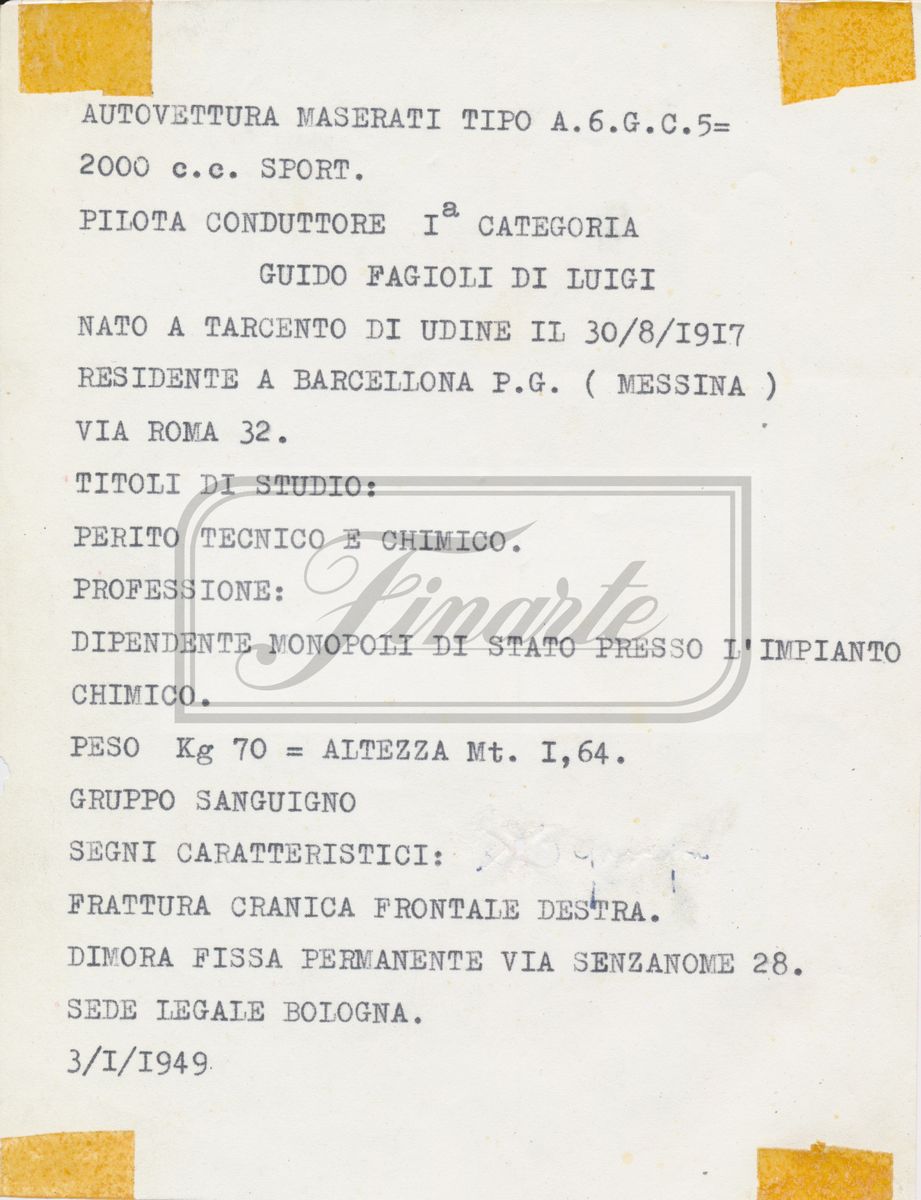 AUTOVETTURA MASERATI TIPO A.6.G.C.5=
2000 c.c. SPORT.
PILOTA CONDUTTORE Iª CATEGORIA
GUIDO FAGIOLI DI LUIGI
NATO A TARCENTO DI UDINE IL 30/8/1917
RESIDENTE A BARCELLONA P.G. ( MESSINA )
VIA ROMA 32.
TITOLI DI STUDIO:
PERITO TECNICO E CHIMICO.
PROFESSIONE:
Finarte
DIPENDENTE MONOPOLI DI STATO PRESSO L'IMPIANTO
CHIMICO.
PESO Kg 70 = ALTEZZA Mt. I,64.
GRUPPO SANGUIGNO
SEGNI CARATTERISTICI:
FRATTURA CRANICA FRONTALE DESTRA.
DIMORA FISSA PERMANENTE VIA SENZANOME 28.
SEDE LEGALE BOLOGNA.
3/I/1949